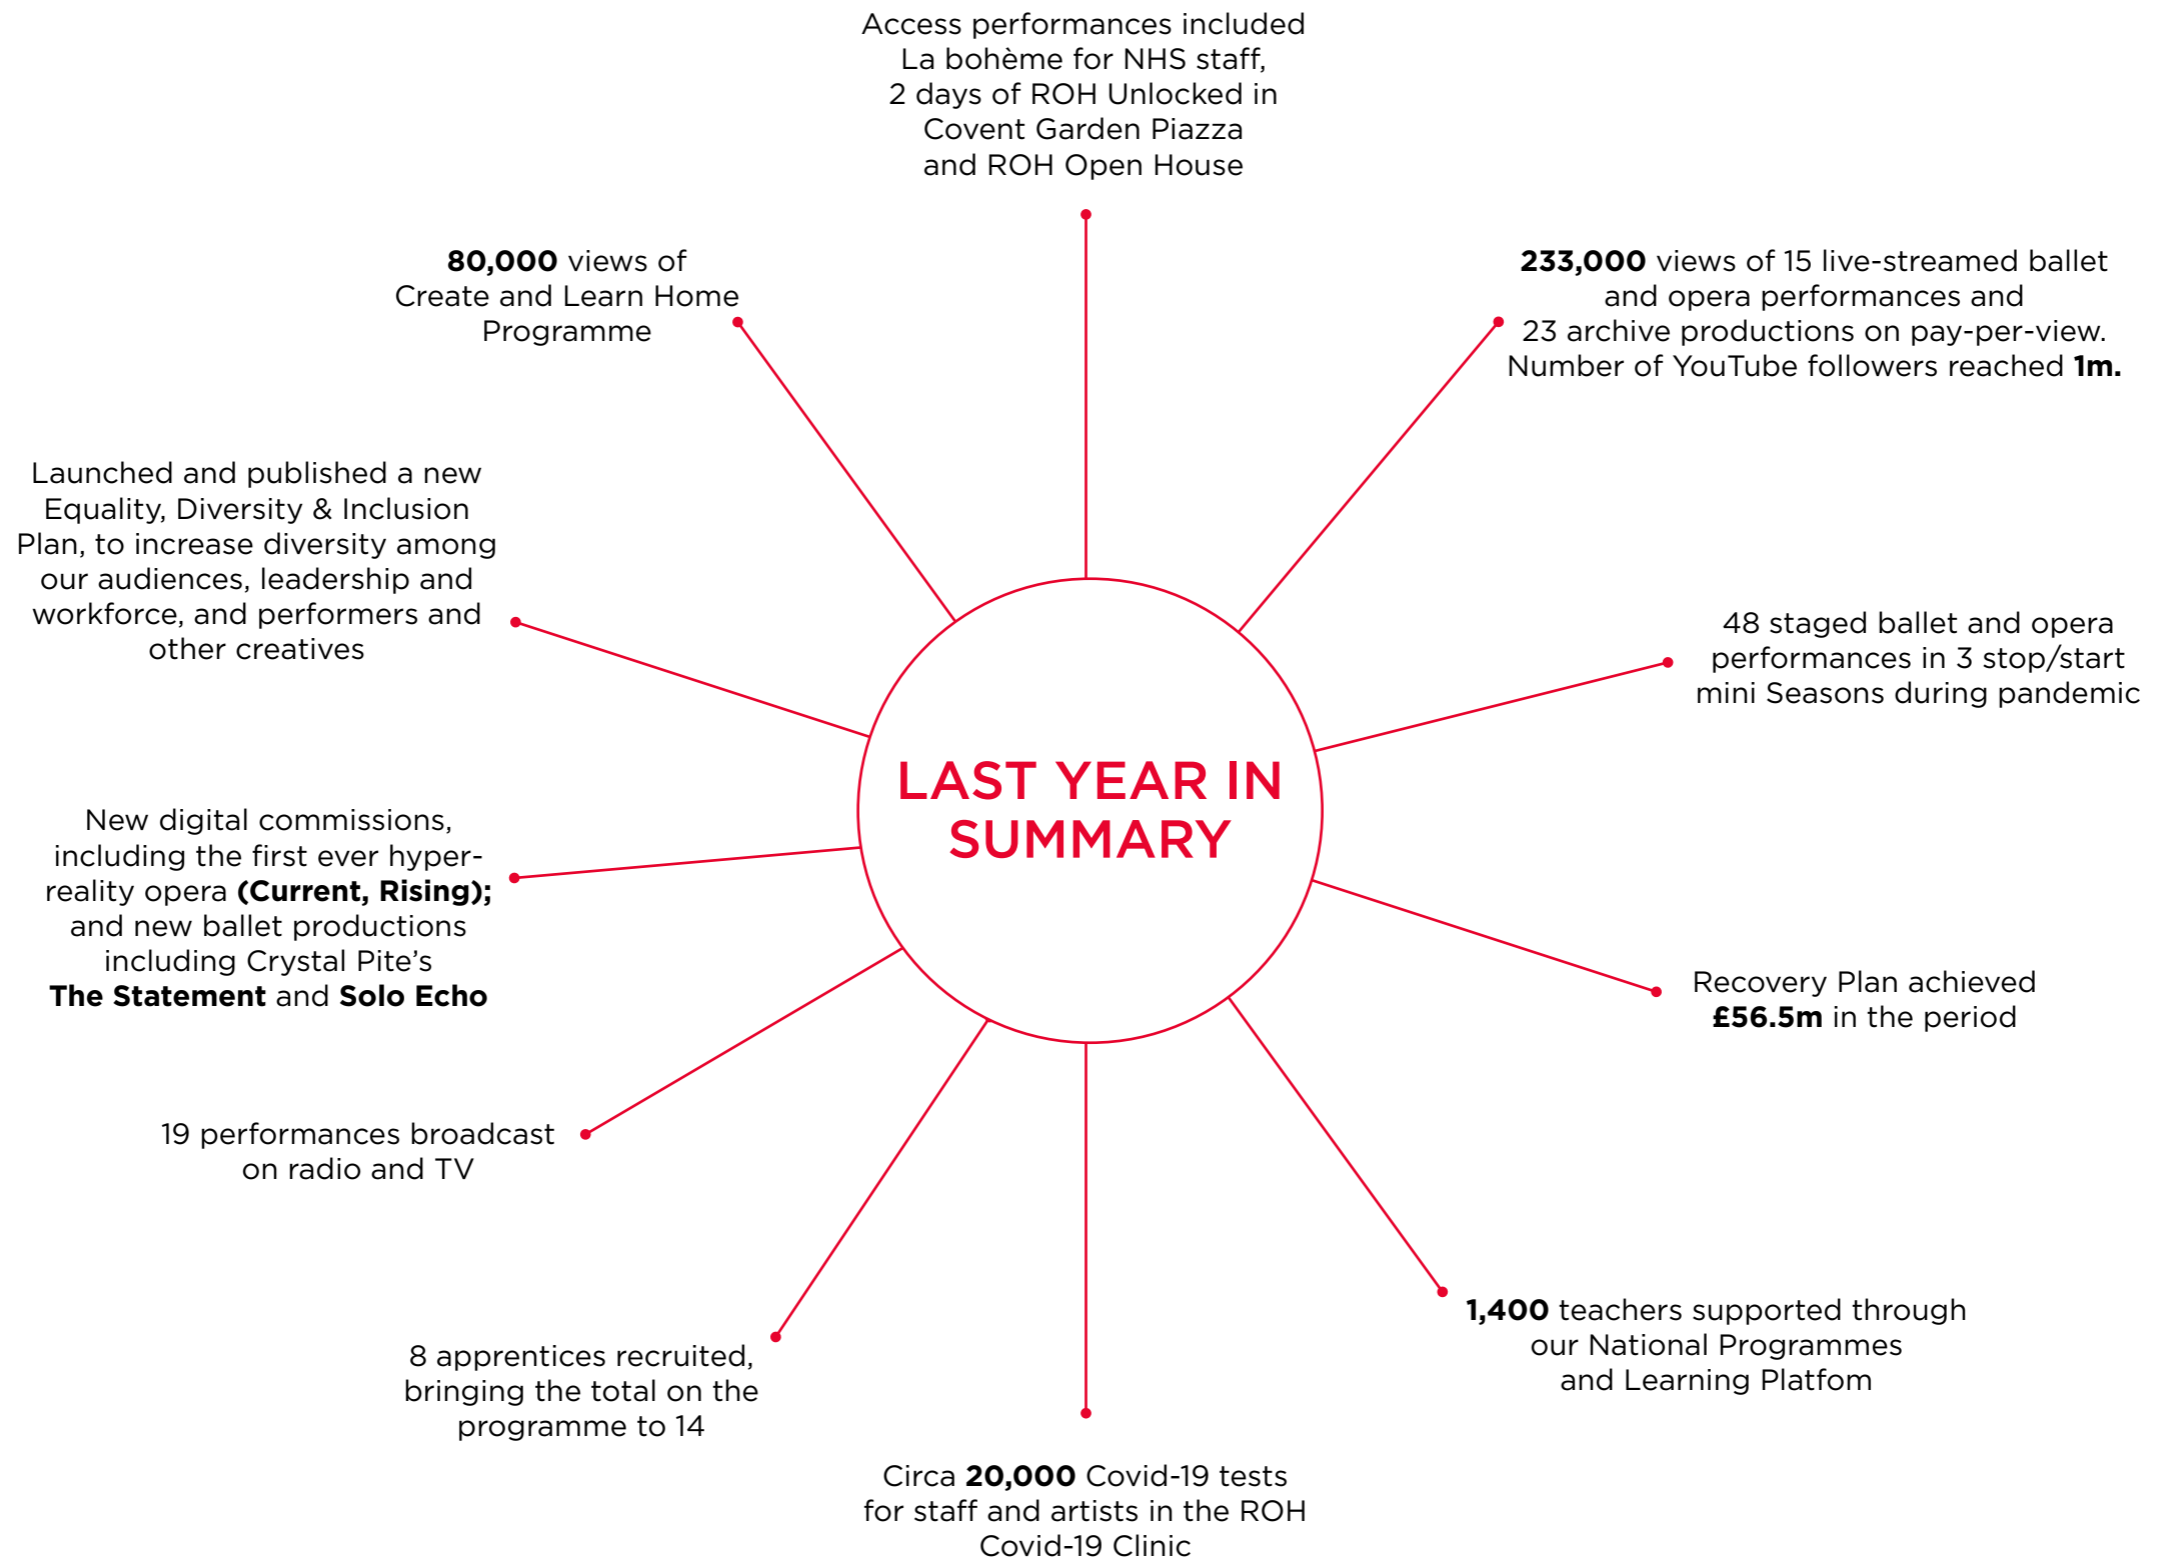 Access performances included
La bohème for NHS staff,
2 days of ROH Unlocked in
Covent Garden Piazza
and ROH Open House
233,000 views of 15 live-streamed ballet
and opera performances and
23 archive productions on pay-per-view.
Number of YouTube followers reached 1m.
48 staged ballet and opera
performances in 3 stop/start
mini Seasons during pandemic
Recovery Plan achieved
£56.5m in the period
1,400 teachers supported through
our National Programmes
and Learning Platfom
Circa 20,000 Covid-19 tests
for staff and artists in the ROH
Covid-19 Clinic
8 apprentices recruited,
bringing the total on the
programme to 14
19 performances broadcast
on radio and TV
New digital commissions,
including the first ever hyper-
reality opera (Current, Rising);
and new ballet productions
including Crystal Pite’s
The Statement and Solo Echo
Launched and published a new
Equality, Diversity & Inclusion
Plan, to increase diversity among
our audiences, leadership and
workforce, and performers and
other creatives
80,000 views of
Create and Learn Home
Programme
LAST YEAR IN
SUMMARY